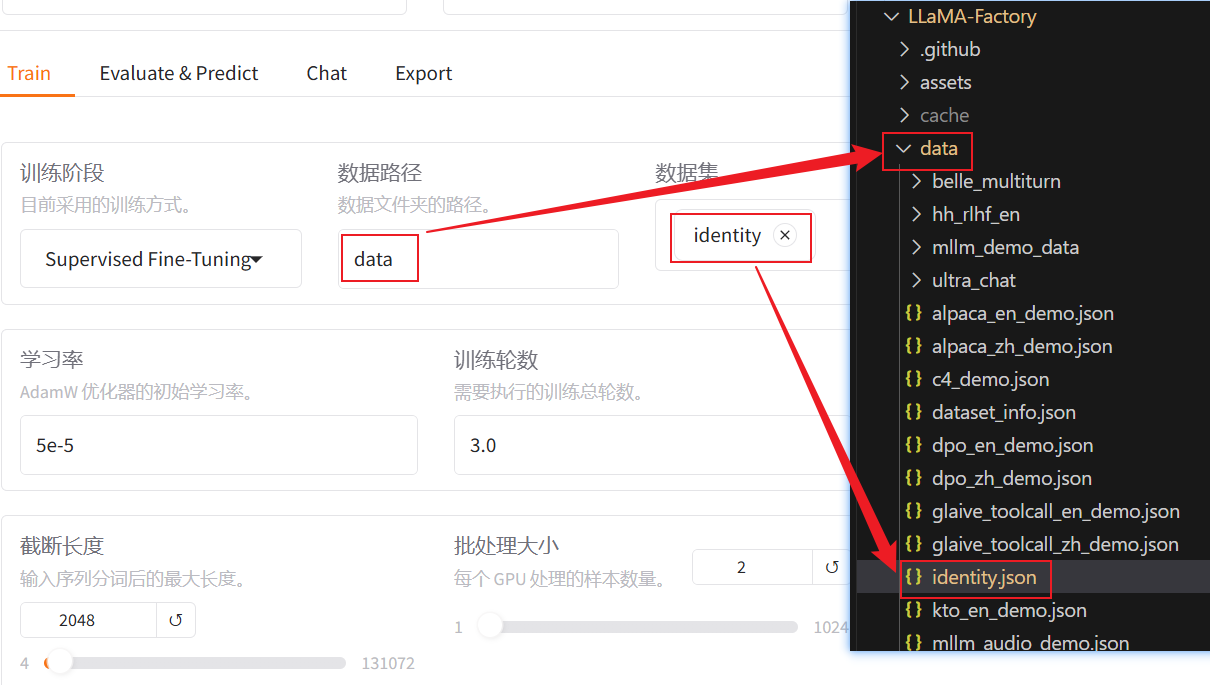 Train Evaluate & Predict Chat Export
训练阶段
目前采用的训练方式。
Supervised Fine-Tuning
数据路径
数据文件夹的路径。
data
数据集
identity
学习率
AdamW 优化器的初始学习率。
5e-5
训练轮数
需要执行的训练总轮数。
3.0
截断长度
输入序列分词后的最大长度。
2048
4 131072
批处理大小
每个 GPU 处理的样本数量。
2
1 1024
LLaMA-Factory
.github
assets
cache
data
belle_multiturn
hh_rlhf_en
mllm_demo_data
ultra_chat
alpaca_en_demo.json
alpaca_zh_demo.json
c4_demo.json
dataset_info.json
dpo_en_demo.json
dpo_zh_demo.json
glaive_toolcall_en_demo.json
glaive_toolcall_zh_demo.json
identity.json
kto_en_demo.json
mllm_audio_demo.json